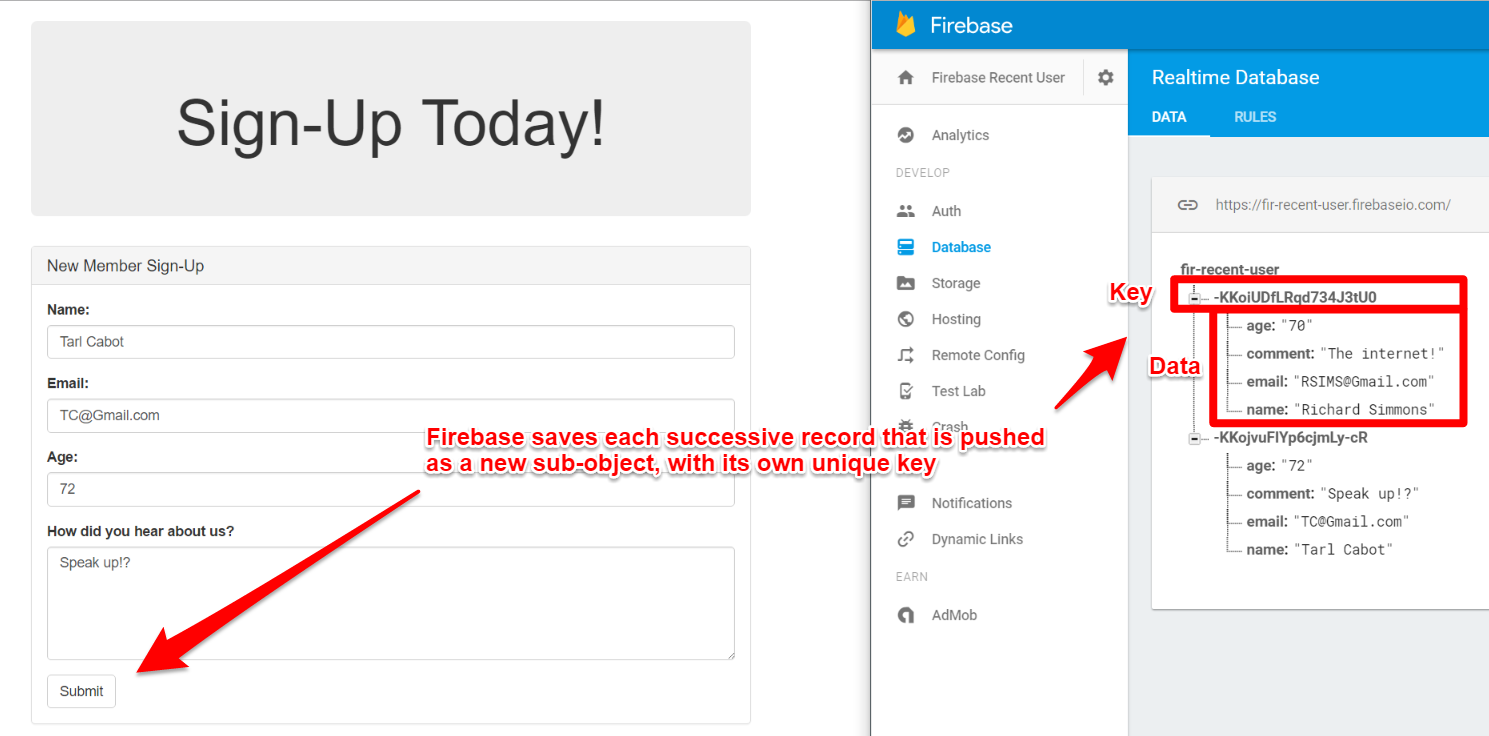 Sign-Up Today!
New Member Sign-Up
Name:
Tarl Cabot
Email:
TC@Gmail.com
Age:
72
How did you hear about us?
Speak up!?
Submit
Firebase saves each successive record that is pushed
as a new sub-object, with its own unique key
Firebase
Firebase Recent User
Analytics
DEVELOP
Auth
Database
Storage
Hosting
Remote Config
Test Lab
Crash
Notifications
Dynamic Links
EARN
AdMob
Realtime Database
DATA RULES
https://fir-recent-user.firebaseio.com/
fir-recent-user
Key
-KKoiUDfLRqd734J3tU0
Data
age: "70"
comment: "The internet!"
email: "RSIMS@Gmail.com"
name: "Richard Simmons"
-KKojvuFlYp6cjmLy-cR
age: "72"
comment: "Speak up!?"
email: "TC@Gmail.com"
name: "Tarl Cabot"